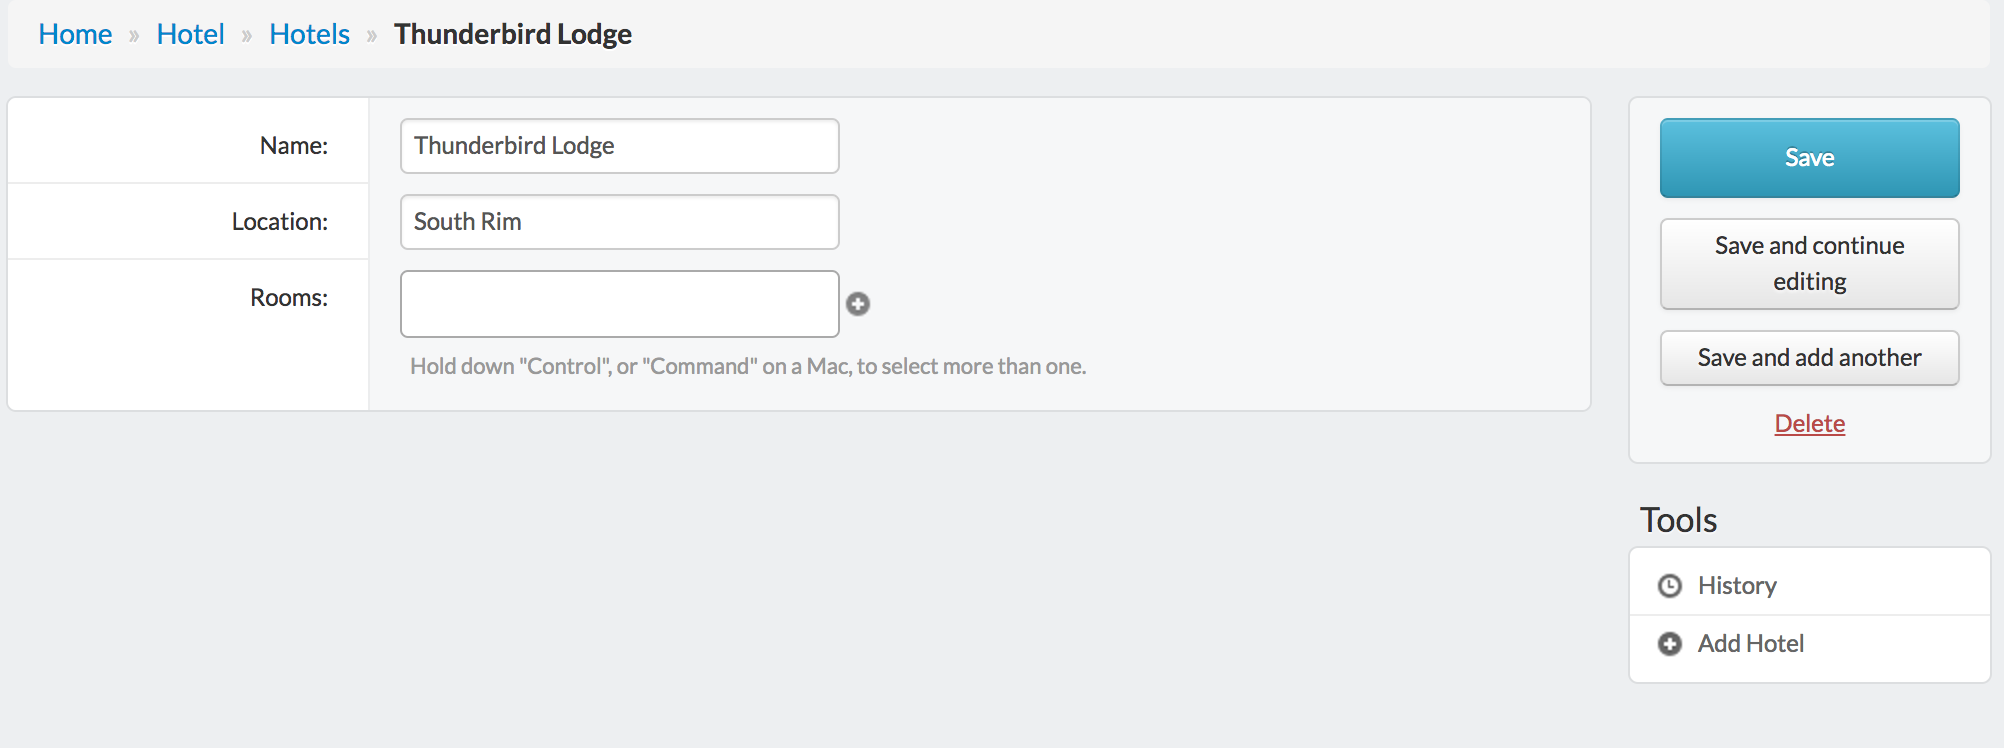 Home » Hotel » Hotels » Thunderbird Lodge
Name:
Thunderbird Lodge
Location:
South Rim
Rooms:
Hold down "Control", or "Command" on a Mac, to select more than one.
Save
Save and continue
editing
Save and add another
Delete
Tools
History
Add Hotel